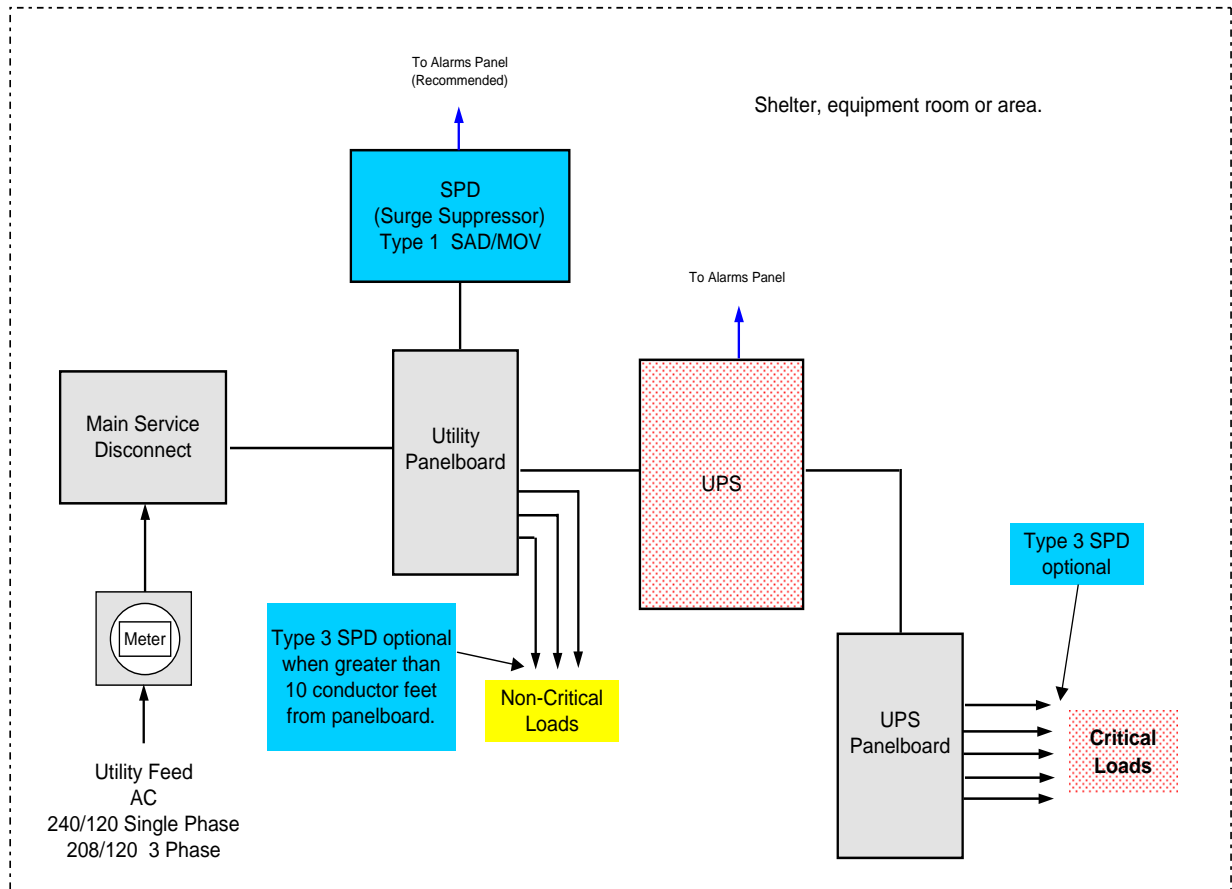 To Alarms Panel
(Recommended)
Shelter, equipment room or area.
SPD
(Surge Suppressor)
Type 1  SAD/MOV
To Alarms Panel
Main Service
Disconnect
Utility
Panelboard
UPS
Type 3 SPD
optional
Meter
Type 3 SPD optional
when greater than
10 conductor feet
from panelboard.
Non-Critical
Loads
UPS
Panelboard
Critical
Loads
Utility Feed
AC
240/120 Single Phase
208/120  3 Phase